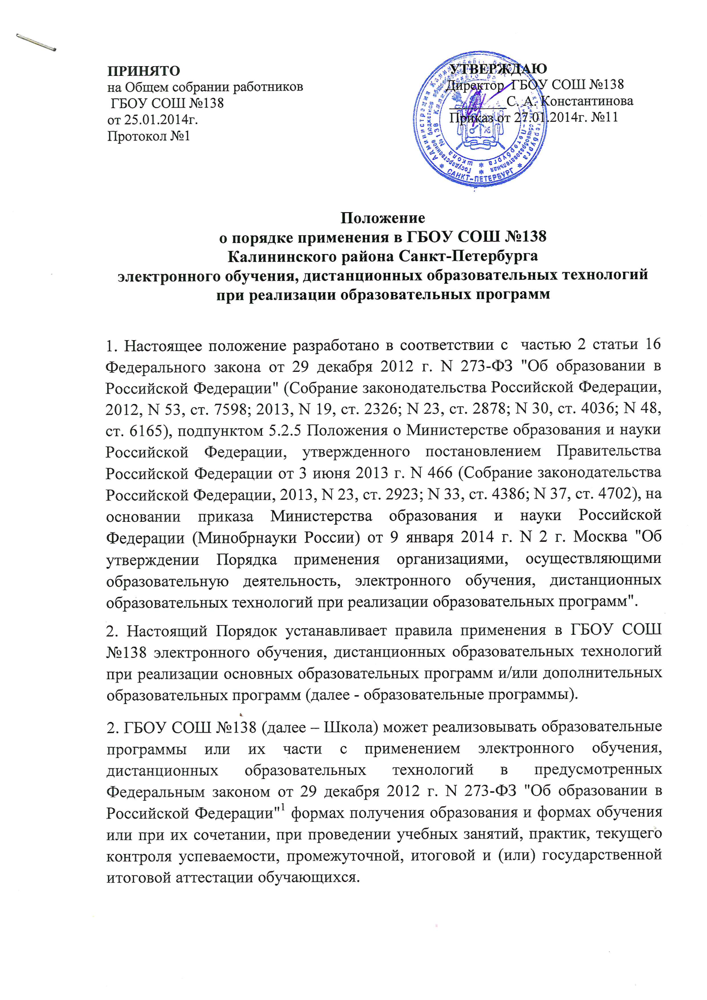 ПРИНЯТО
на Общем собрании работников
ГБОУ СОШ №138
от 25.01.2014г.
Протокол №1
УТВЕРЖДАЮ
Директор ГБОУ СОШ №138
С. А. Константинова
Приказ от 27.01.2014г. №11
САНКТ-ПЕТЕРБУРГ
Положение
о порядке применения в ГБОУ СОШ №138
Калининского района Санкт-Петербурга
электронного обучения, дистанционных образовательных технологий
при реализации образовательных программ
1. Настоящее положение разработано в соответствии с частью 2 статьи 16
Федерального закона от 29 декабря 2012 г. N 273-ФЗ "Об образовании в
Российской Федерации" (Собрание законодательства Российской Федерации,
2012, N 53, ст. 7598; 2013, N 19, ст. 2326; N 23, ст. 2878; N 30, ст. 4036; N 48,
ст. 6165), подпунктом 5.2.5 Положения о Министерстве образования и науки
Российской Федерации, утвержденного постановлением Правительства
Российской Федерации от 3 июня 2013 г. N 466 (Собрание законодательства
Российской Федерации, 2013, N 23, ст. 2923; N 33, ст. 4386; N 37, ст. 4702), на
основании приказа Министерства образования и науки Российской
Федерации (Минобрнауки России) от 9 января 2014 г. N 2 г. Москва "Об
утверждении Порядка применения организациями, осуществляющими
образовательную деятельность, электронного обучения, дистанционных
образовательных технологий при реализации образовательных программ".
2. Настоящий Порядок устанавливает правила применения в ГБОУ СОШ
№138 электронного обучения, дистанционных образовательных технологий
при реализации основных образовательных программ и/или дополнительных
образовательных программ (далее - образовательные программы).
2. ГБОУ СОШ №138 (далее – Школа) может реализовывать образовательные
программы или их части с применением электронного обучения,
дистанционных образовательных технологий в предусмотренных
Федеральным законом от 29 декабря 2012 г. N 273-ФЗ "Об образовании в
Российской Федерации"1 формах получения образования и формах обучения
или при их сочетании, при проведении учебных занятий, практик, текущего
контроля успеваемости, промежуточной, итоговой и (или) государственной
итоговой аттестации обучающихся.